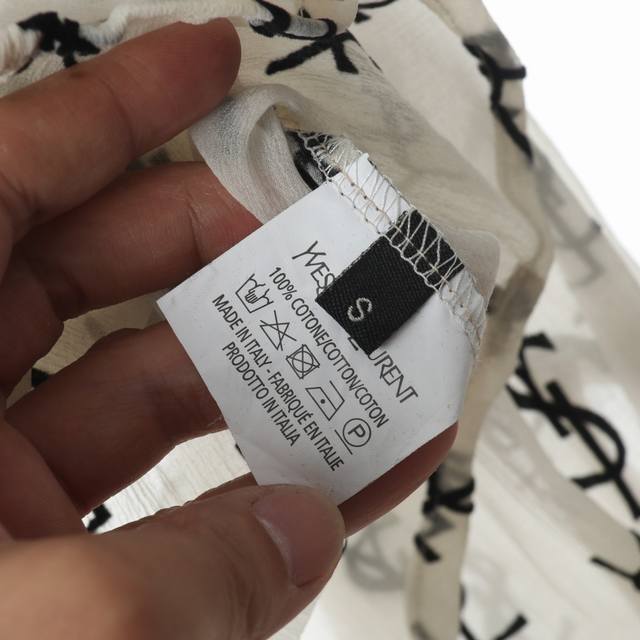 YVES
LAURENT
S
100% COTONE/COTTON/COTON
P
MADE IN ITALY - FABRIQUÉ EN ITALIE
PRODOTTO IN ITALIA